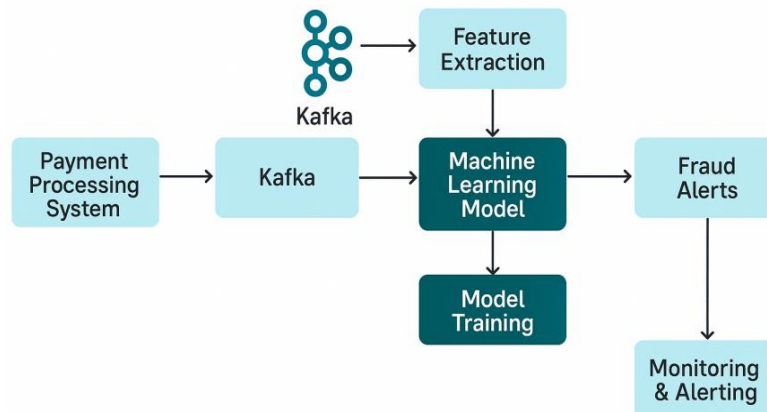 Feature
Extraction
Kafka
Payment
Processing
System
Kafka
Machine
Learning
Model
Fraud
Alerts
Model
Training
Monitoring
& Alerting